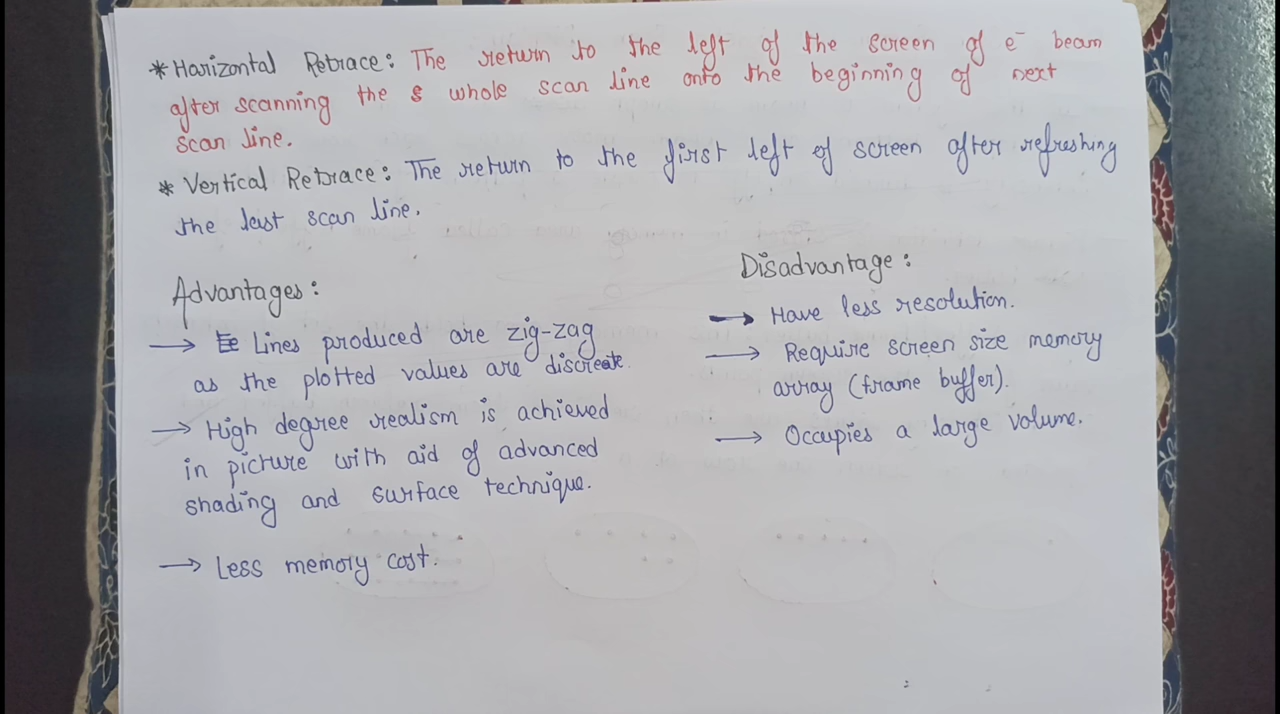 * Harizontal Retrace: The return to the left of the screen of e⁻ beam
after scanning the whole scan line onto the beginning of next
scan line.
* Vertical Retrace: The return to the first left of screen after refreshing
the last scan line.
Advantages:
→ Lines produced are zig-zag
as the plotted values are discreate.
→ High degree realism is achieved
in picture with aid of advanced
shading and surface technique.
→ Less memory cost.
Disadvantage:
→ Have less resolution.
→ Require screen size memory
array (frame buffer).
→ Occupies a large volume.